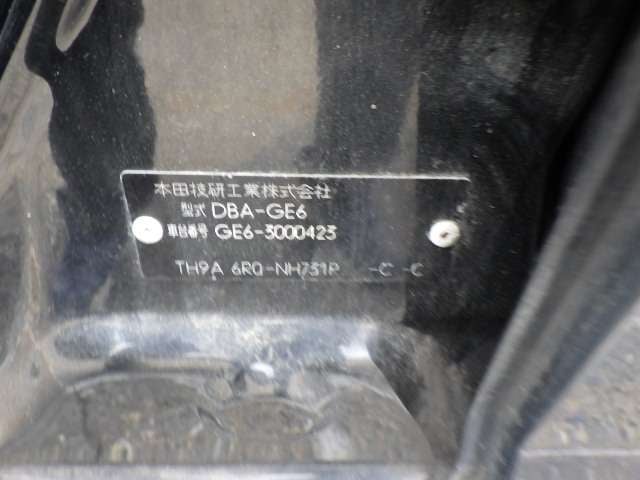 本田技研工業株式会社
型式 DBA-GE6
車台番号 GE6-3000423
TH9A 6RQ-NH731P -C -C